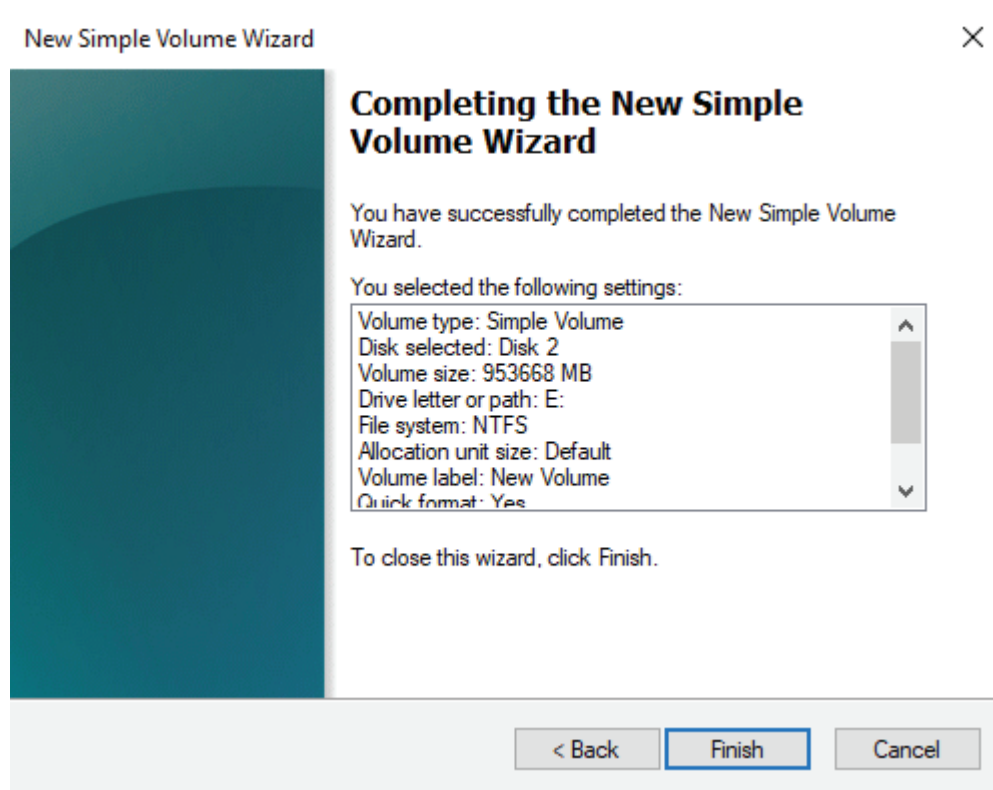 New Simple Volume Wizard
Completing the New Simple
Volume Wizard
You have successfully completed the New Simple Volume
Wizard.
You selected the following settings:
Volume type: Simple Volume
Disk selected: Disk 2
Volume size: 953668 MB
Drive letter or path: E:
File system: NTFS
Allocation unit size: Default
Volume label: New Volume
Quick format: Yes
To close this wizard, click Finish.
< Back
Finish
Cancel